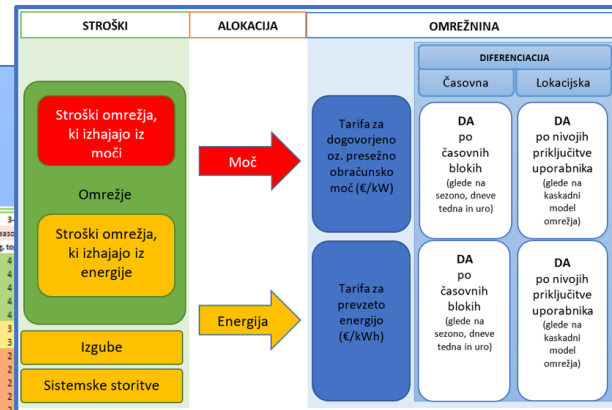 STROŠKI
ALOKACIJA
OMREŽNINA
DIFERENCIACIJA
Časovna
Lokacijska
Stroški omrežja,
ki izhajajo iz
moči
Omrežje
Stroški omrežja,
ki izhajajo iz
energije
Izgube
Sistemske storitve
Moč
Energija
Tarifa za
dogovorjeno
oz. presežno
obračunsko
moč (€/kW)
DA
po
časovnih
blokih
(glede na
sezono, dneve
tedna in uro)
DA
po nivojih
priključitve
uporabnika
(glede na
kaskadni
model
omrežja)
Tarifa za
prevzeto
energijo
(€/kWh)
DA
po
časovnih
blokih
(glede na
sezono, dneve
tedna in uro)
DA
po nivojih
priključitve
uporabnika
(glede na
kaskadni
model
omrežja)